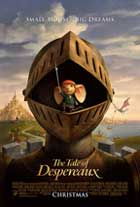 SMALL MOUSE. BIG DREAMS.
The Tale of
Despereaux
CHRISTMAS